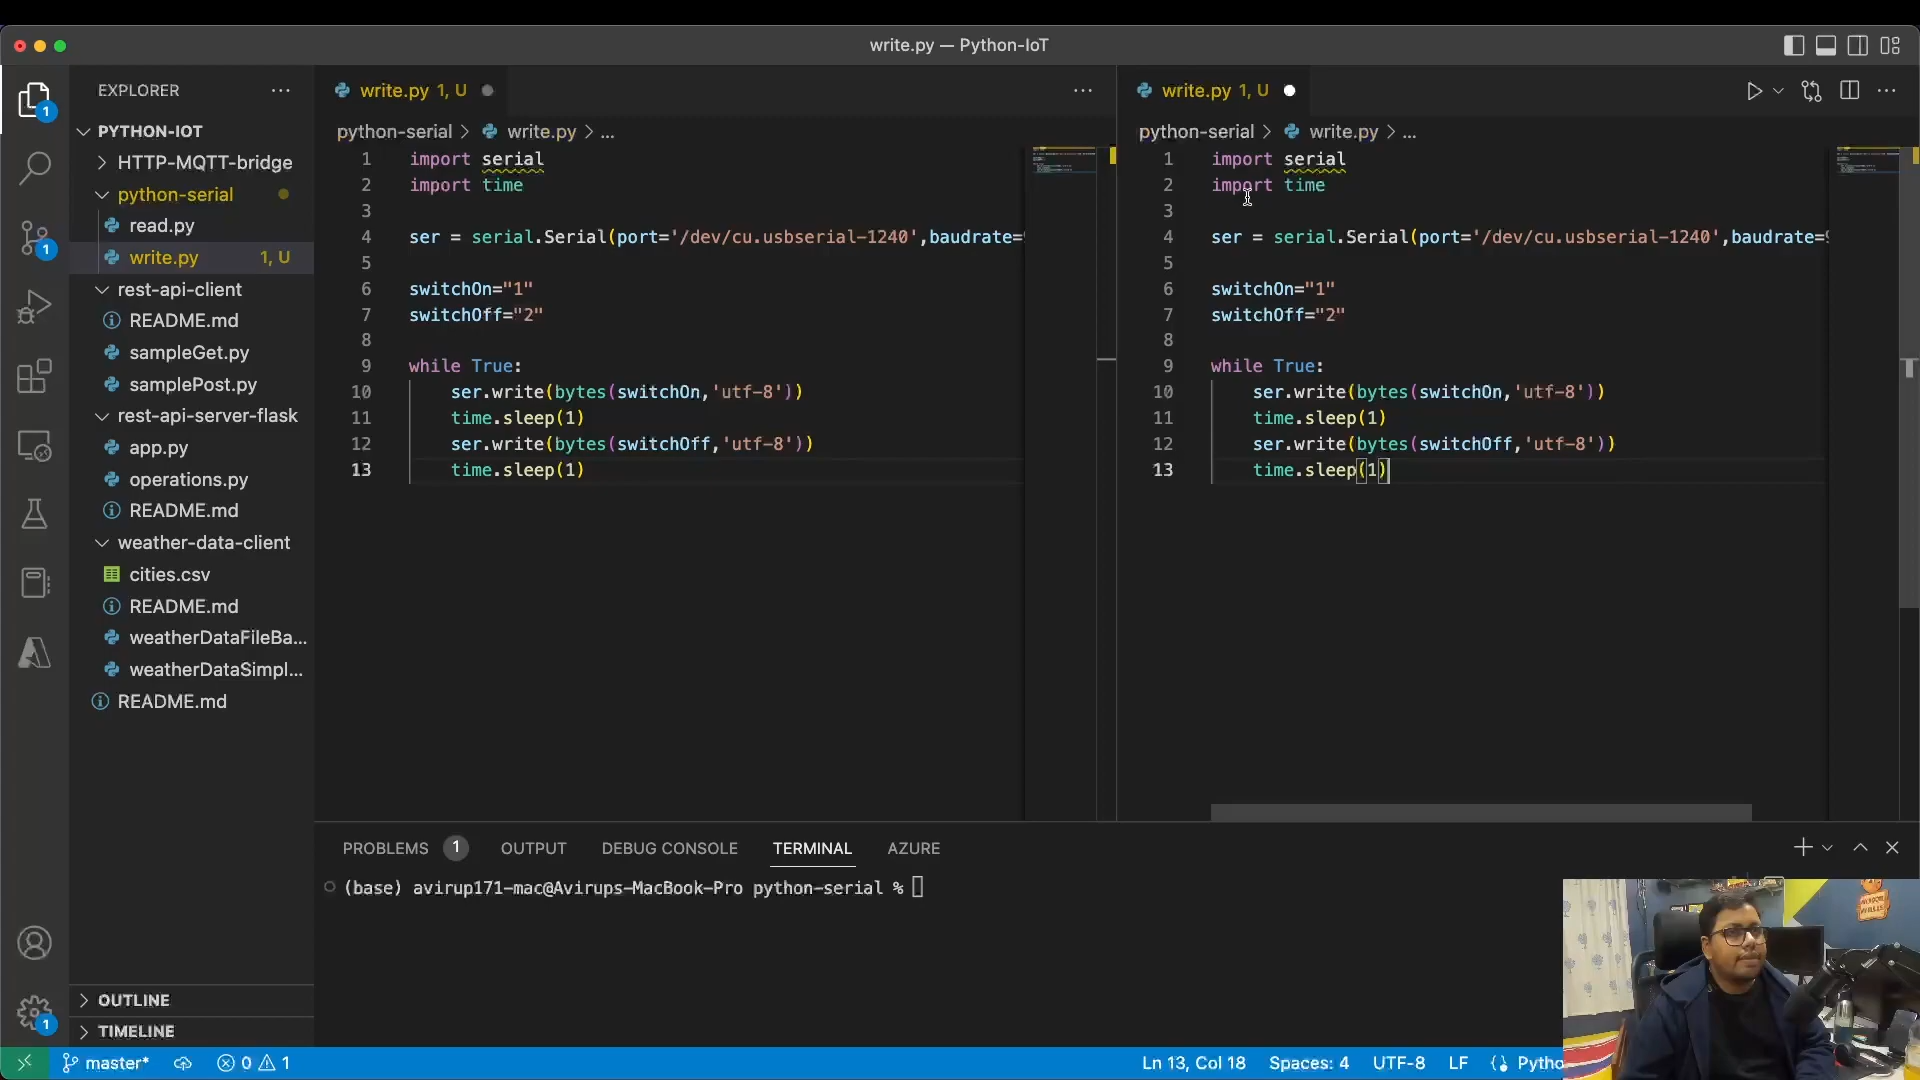 write.py — Python-IoT
EXPLORER
PYTHON-IOT
HTTP-MQTT-bridge
python-serial
read.py
write.py 1, U
rest-api-client
README.md
sampleGet.py
samplePost.py
rest-api-server-flask
app.py
operations.py
README.md
weather-data-client
cities.csv
README.md
weatherDataFileBa...
weatherDataSimpl...
README.md
OUTLINE
TIMELINE
1
1
1
write.py 1, U
python-serial > write.py > ...
1 import serial
2 import time
3
4 ser = serial.Serial(port='/dev/cu.usbserial-1240',baudrate=
5
6 switchOn="1"
7 switchOff="2"
8
9 while True:
10 ser.write(bytes(switchOn,'utf-8'))
11 time.sleep(1)
12 ser.write(bytes(switchOff,'utf-8'))
13 time.sleep(1)
write.py 1, U
python-serial > write.py > ...
1 import serial
2 import time
3
4 ser = serial.Serial(port='/dev/cu.usbserial-1240',baudrate=
5
6 switchOn="1"
7 switchOff="2"
8
9 while True:
10 ser.write(bytes(switchOn,'utf-8'))
11 time.sleep(1)
12 ser.write(bytes(switchOff,'utf-8'))
13 time.sleep(1)
PROBLEMS 1 OUTPUT DEBUG CONSOLE TERMINAL AZURE
(base) avirup171-mac@Avirups-MacBook-Pro python-serial %
master* 0 1 Ln 13, Col 18 Spaces: 4 UTF-8 LF Pytho